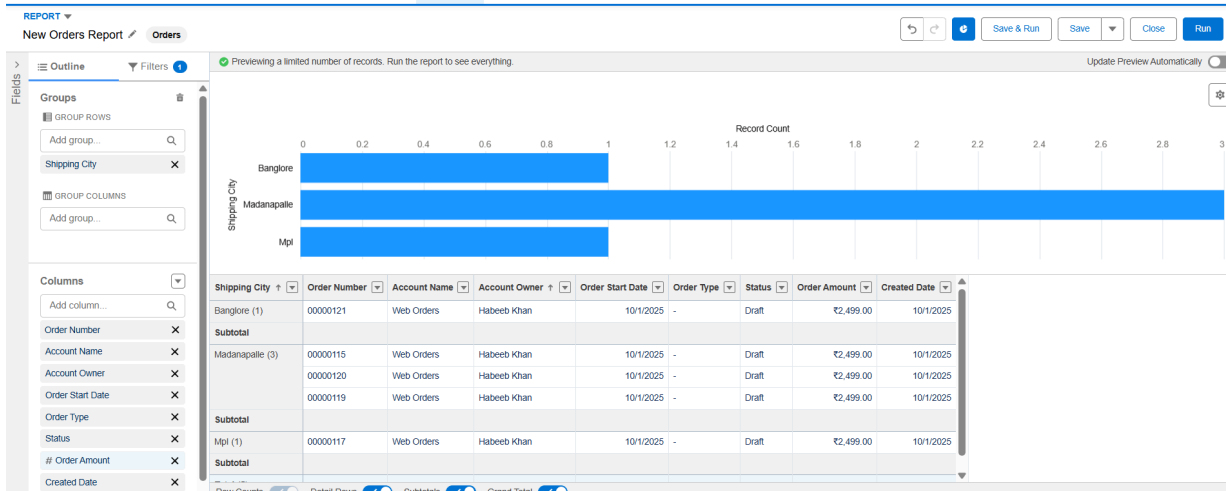 REPORT
New Orders Report Orders
Save & Run Save Close Run
Fields
Outline Filters 1
Previewing a limited number of records. Run the report to see everything.
Update Preview Automatically
Groups
GROUP ROWS
Add group...
Shipping City
GROUP COLUMNS
Add group...
Record Count
0 0.2 0.4 0.6 0.8 1 1.2 1.4 1.6 1.8 2 2.2 2.4 2.6 2.8 3
Shipping City
Banglore
Madanapalle
Mpl
Columns
Add column...
Order Number
Account Name
Account Owner
Order Start Date
Order Type
Status
# Order Amount
Created Date
Shipping City ↑ Order Number Account Name Account Owner ↑ Order Start Date Order Type Status Order Amount Created Date
Banglore (1) 00000121 Web Orders Habeeb Khan 10/1/2025 - Draft ₹2,499.00 10/1/2025
Subtotal
Madanapalle (3) 00000115 Web Orders Habeeb Khan 10/1/2025 - Draft ₹2,499.00 10/1/2025
00000120 Web Orders Habeeb Khan 10/1/2025 - Draft ₹2,499.00 10/1/2025
00000119 Web Orders Habeeb Khan 10/1/2025 - Draft ₹2,499.00 10/1/2025
Subtotal
Mpl (1) 00000117 Web Orders Habeeb Khan 10/1/2025 - Draft ₹2,499.00 10/1/2025
Subtotal
Row Counts Detail Rows Subtotals Grand Total